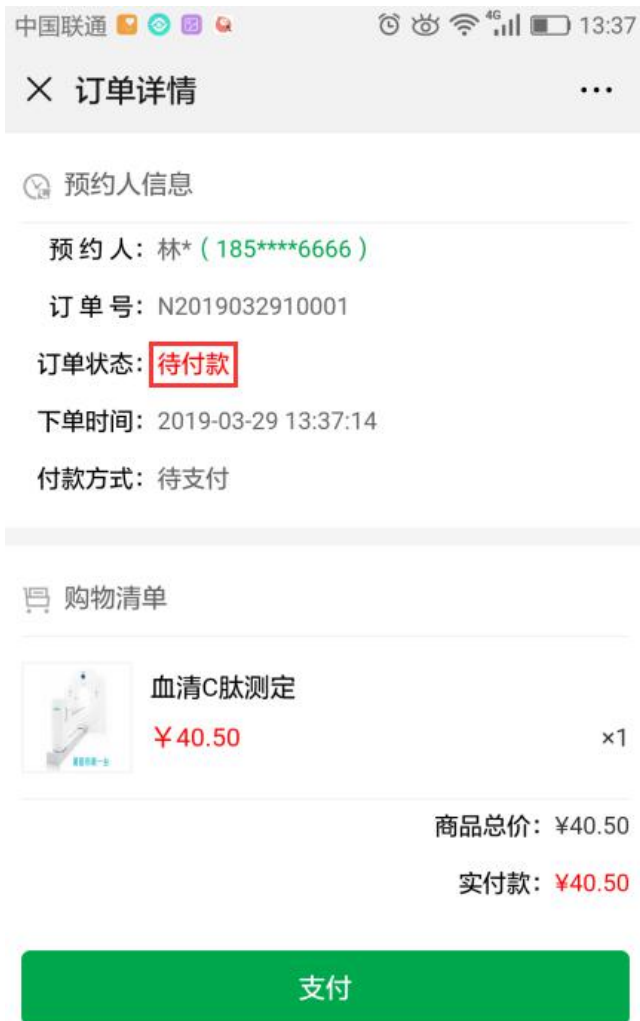 中国联通 4G 13:37
订单详情
预约人信息
预 约 人：林*（185****6666）
订 单 号：N2019032910001
订单状态：待付款
下单时间：2019-03-29 13:37:14
付款方式：待支付
购物清单
血清C肽测定
￥40.50 ×1
商品总价：¥40.50
实付款：¥40.50
支付